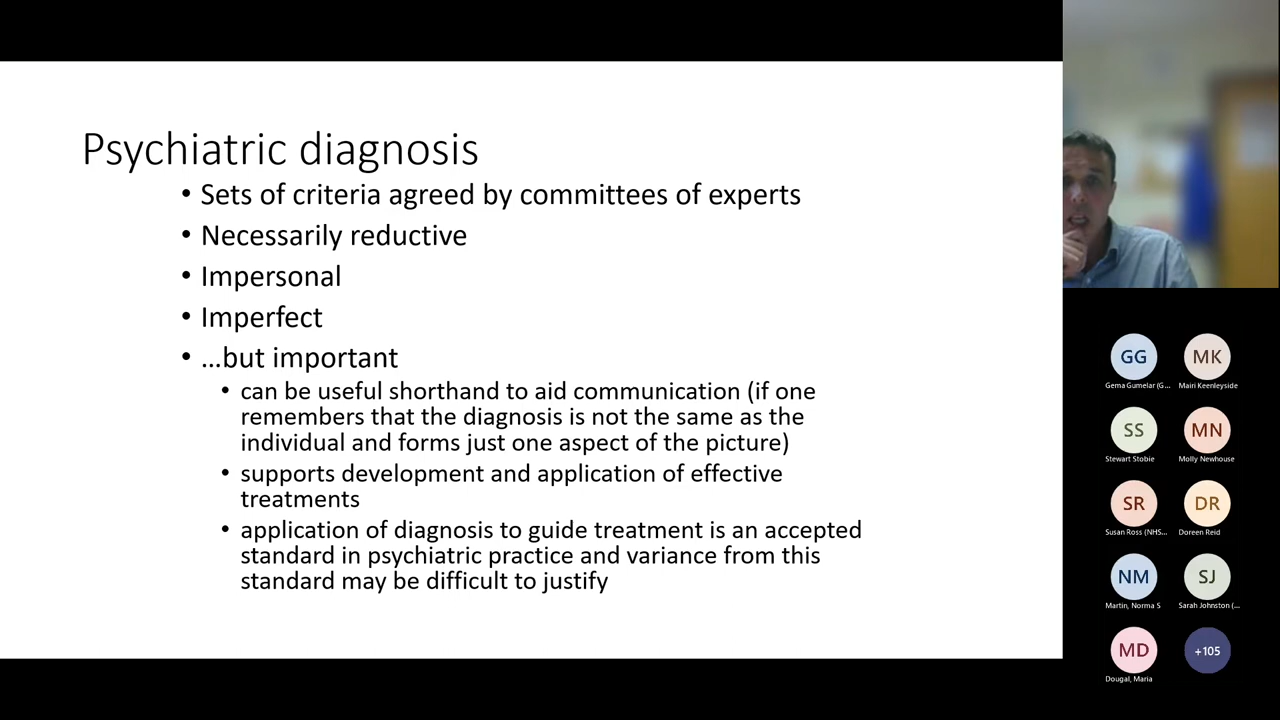 Psychiatric diagnosis
• Sets of criteria agreed by committees of experts
• Necessarily reductive
• Impersonal
• Imperfect
• ...but important
• can be useful shorthand to aid communication (if one
remembers that the diagnosis is not the same as the
individual and forms just one aspect of the picture)
• supports development and application of effective
treatments
• application of diagnosis to guide treatment is an accepted
standard in psychiatric practice and variance from this
standard may be difficult to justify
GG MK
Gema Gumelar (G... Mairi Keenleyside
SS MN
Stewart Stobie Molly Newhouse
SR DR
Susan Ross (NHS... Doreen Reid
NM SJ
Martin, Norma S Sarah Johnston (...
MD +105
Dougal, Maria